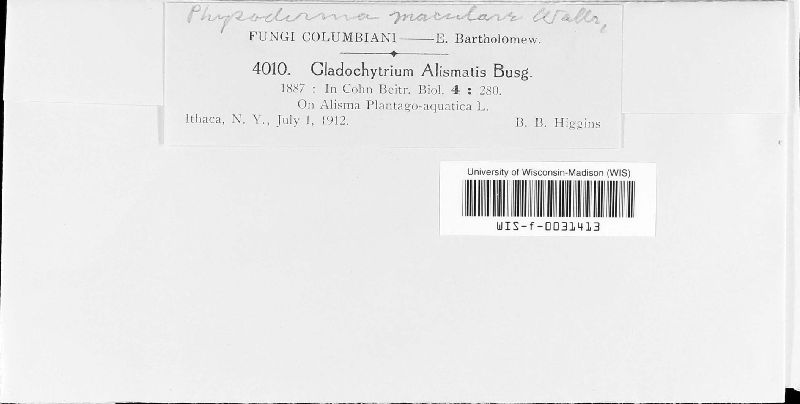 Physoderma maculare Wallr,
FUNGI COLUMBIANI——E. Bartholomew.
4010. Cladochytrium Alismatis Busg.
1887 : In Cohn Beitr. Biol. 4 : 280.
On Alisma Plantago-aquatica L.
Ithaca, N. Y., July 1, 1912. B. B. Higgins
University of Wisconsin-Madison (WIS)
WIS-f-0031413